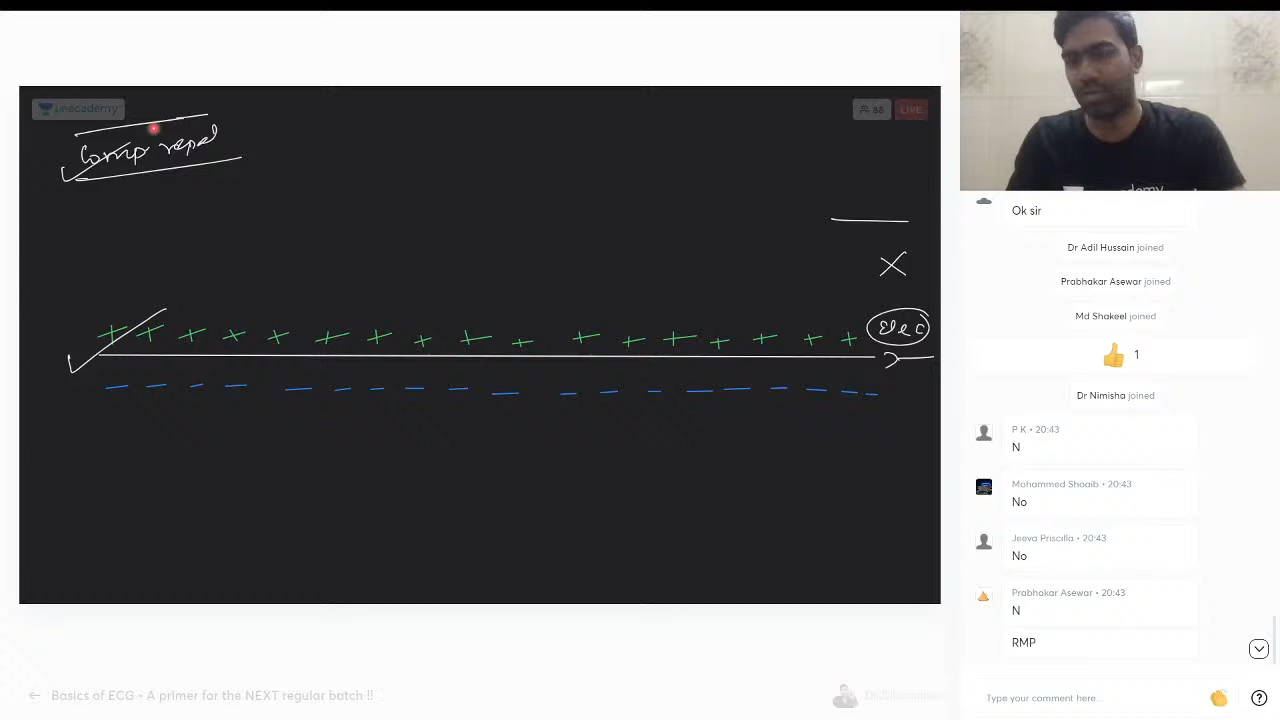 unacademy
88 LIVE
Comp repol
Elec
Ok sir
Dr Adil Hussain joined
Prabhakar Asewar joined
Md Shakeel joined
👍 1
Dr Nimisha joined
P K • 20:43
N
Mohammed Shoaib • 20:43
No
Jeeva Priscilla • 20:43
No
Prabhakar Asewar • 20:43
N
RMP
Basics of ECG - A primer for the NEXT regular batch !!
Type your comment here..